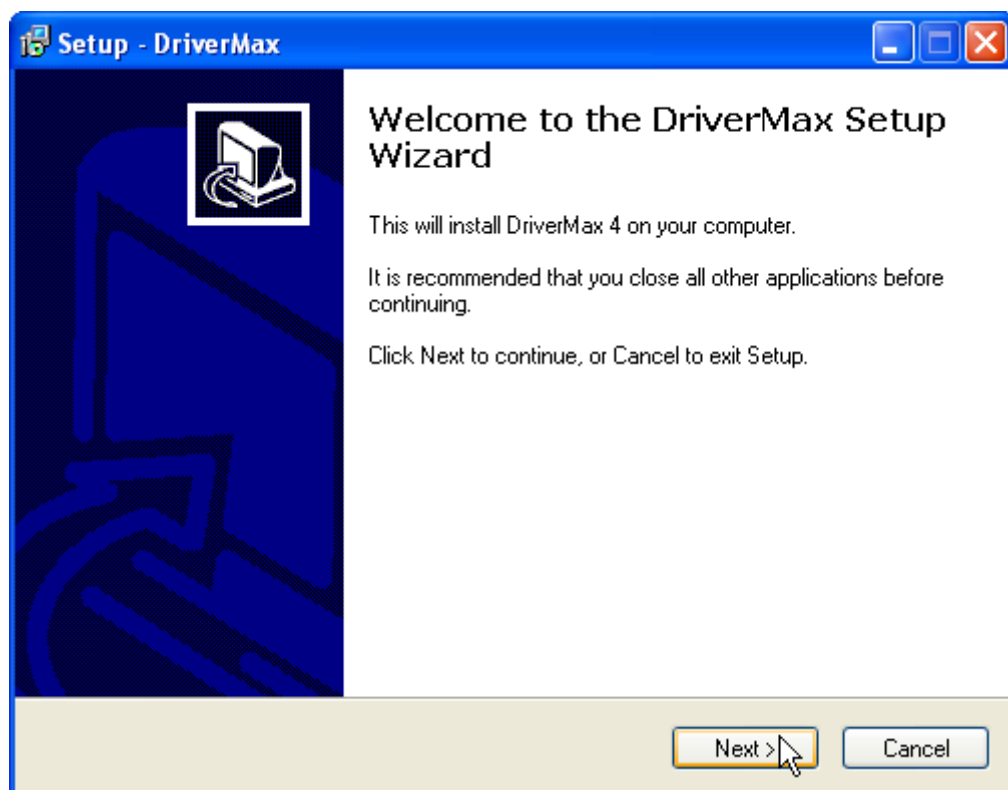 Setup - DriverMax
Welcome to the DriverMax Setup
Wizard
This will install DriverMax 4 on your computer.
It is recommended that you close all other applications before
continuing.
Click Next to continue, or Cancel to exit Setup.
Next >
Cancel